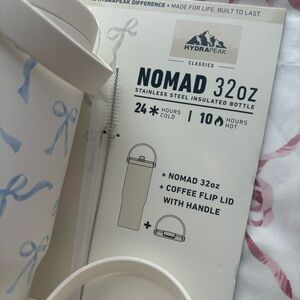 HYDRAPEAK DIFFERENCE • MADE FOR LIFE. BUILT TO LAST.
HYDRAPEAK
CLASSICS
NOMAD 32oz
STAINLESS STEEL INSULATED BOTTLE
24 HOURS COLD | 10 HOURS HOT
+ NOMAD 32oz
+ COFFEE FLIP LID
WITH HANDLE
+